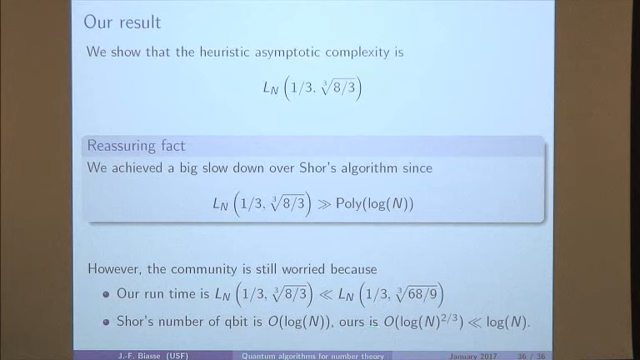 Our result
We show that the heuristic asymptotic complexity is
L_N (1/3, ∛8/3)
Reassuring fact
We achieved a big slow down over Shor's algorithm since
L_N (1/3, ∛8/3) ≫ Poly(log(N))
However, the community is still worried because
• Our run time is L_N (1/3, ∛8/3) ≪ L_N (1/3, ∛68/9)
• Shor's number of qbit is O(log(N)), ours is O(log(N)^{2/3}) ≪ log(N).
J.-F. Biasse (USF) Quantum algorithms for number theory January 2017 36 / 36